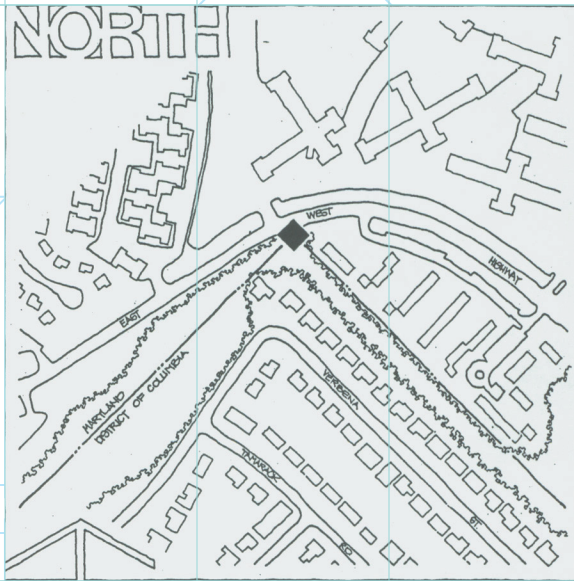 NORTH
WEST
HIGHWAY
EAST
MARYLAND
DISTRICT OF COLUMBIA
VERBENA
TAMARACK
ST.
RD